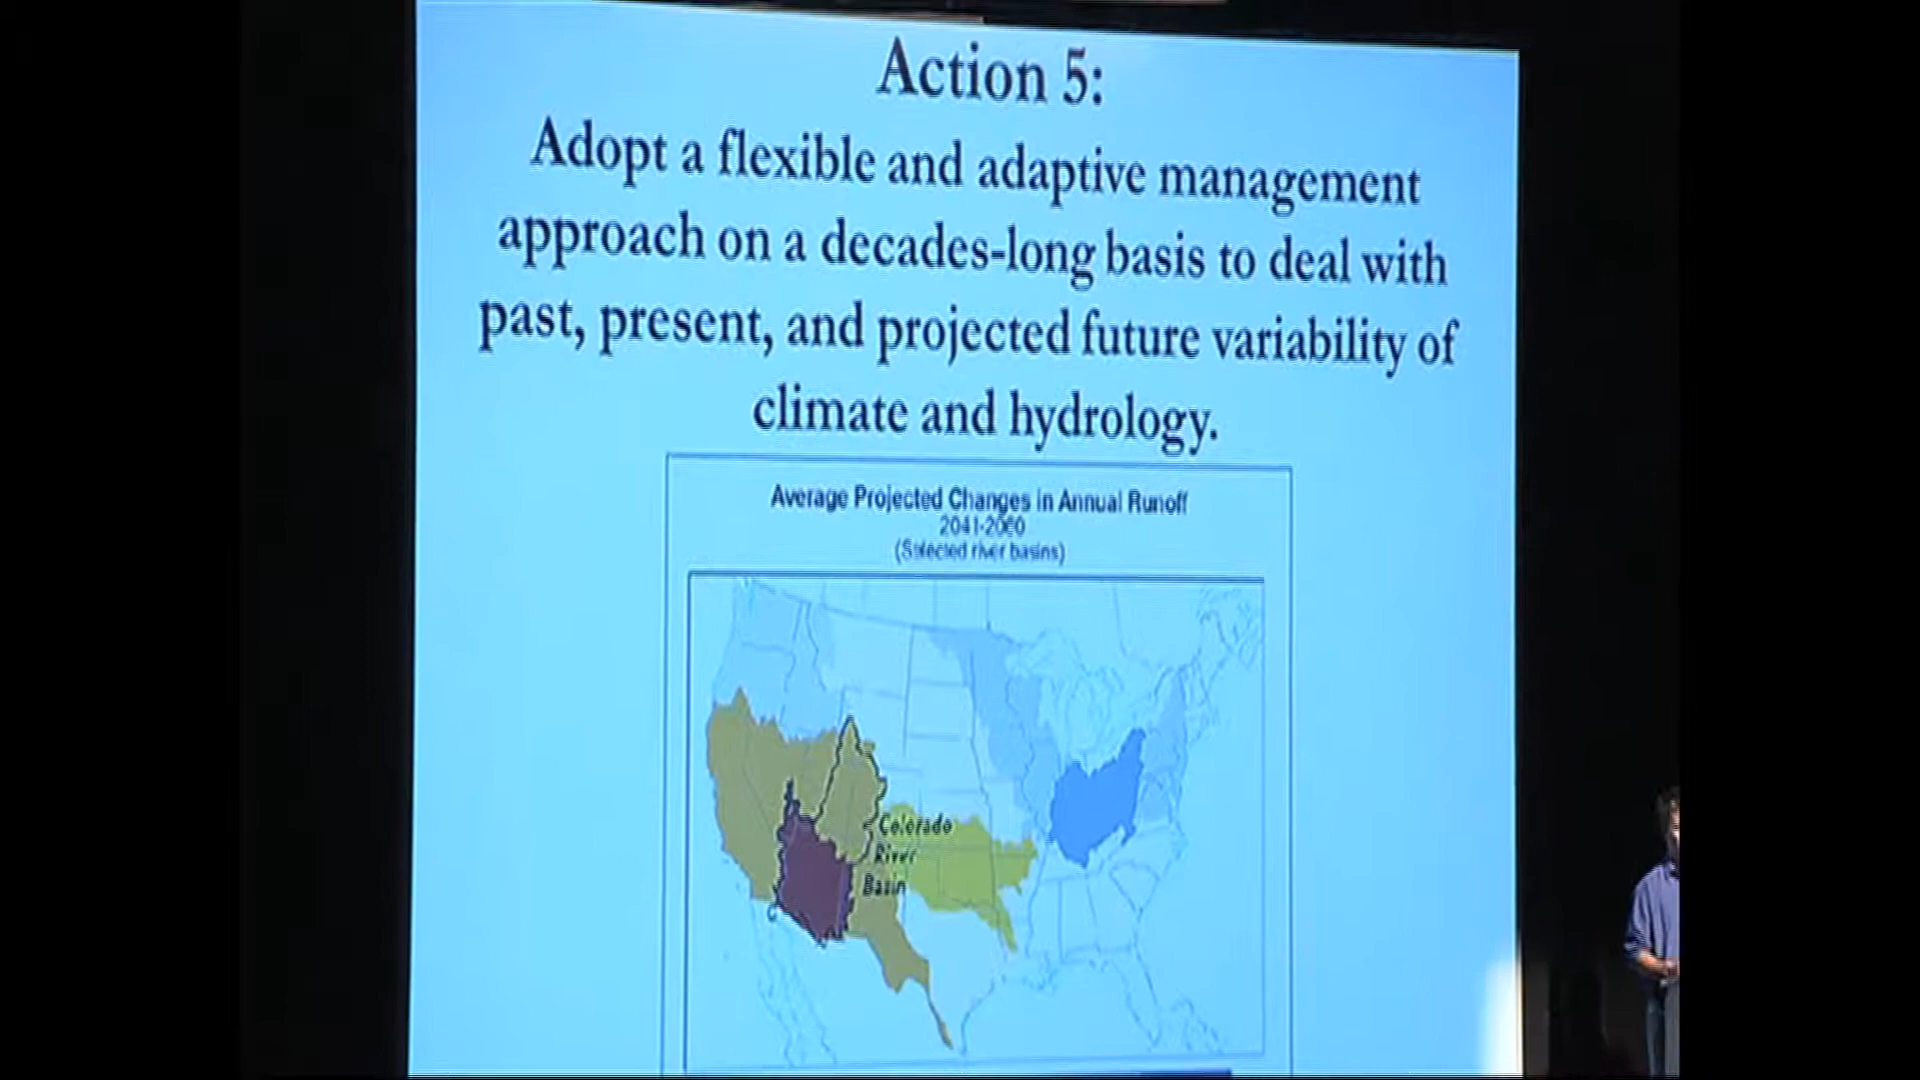 Action 5:
Adopt a flexible and adaptive management
approach on a decades-long basis to deal with
past, present, and projected future variability of
climate and hydrology.
Average Projected Changes in Annual Runoff
2041-2060
(Selected river basins)
Colorado
River
Basin